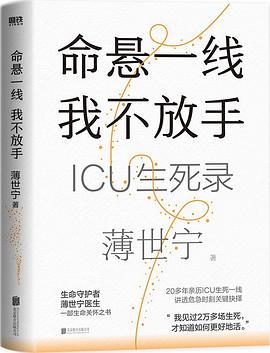 命悬一线
我不放手
ICU生死录
薄世宁
著
生命守护者
薄世宁医生
一部生命关怀之书
20多年亲历ICU生死一线
讲透危急时刻关键抉择
“我见过2万多场生死,
才知道如何更好地活。”
命悬一线 我不放手
薄世宁
著